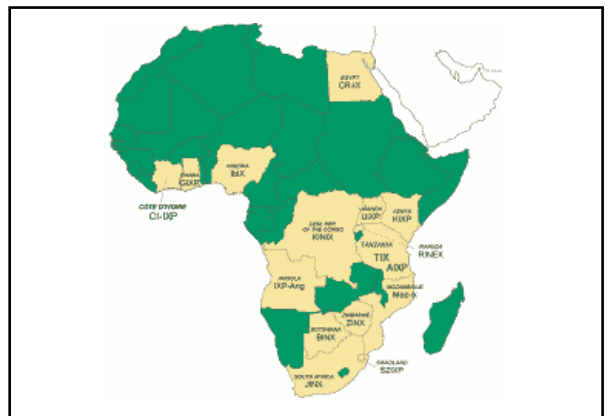 EGYPT
CR-IX
NIGERIA
IBIX
GHANA
GIXP
COTE D'IVOIRE
CI-IXP
DEM. REP
OF THE CONGO
KINIX
UGANDA
UIXP
KENYA
KIXP
RWANDA
RINEX
TANZANIA
TIX
AIXP
ANGOLA
IXP-Ang
MOZAMBIQUE
Moz-ix
ZIMBABWE
ZINX
BOTSWANA
BINX
SWAZILAND
SZIXP
SOUTH AFRICA
JINX